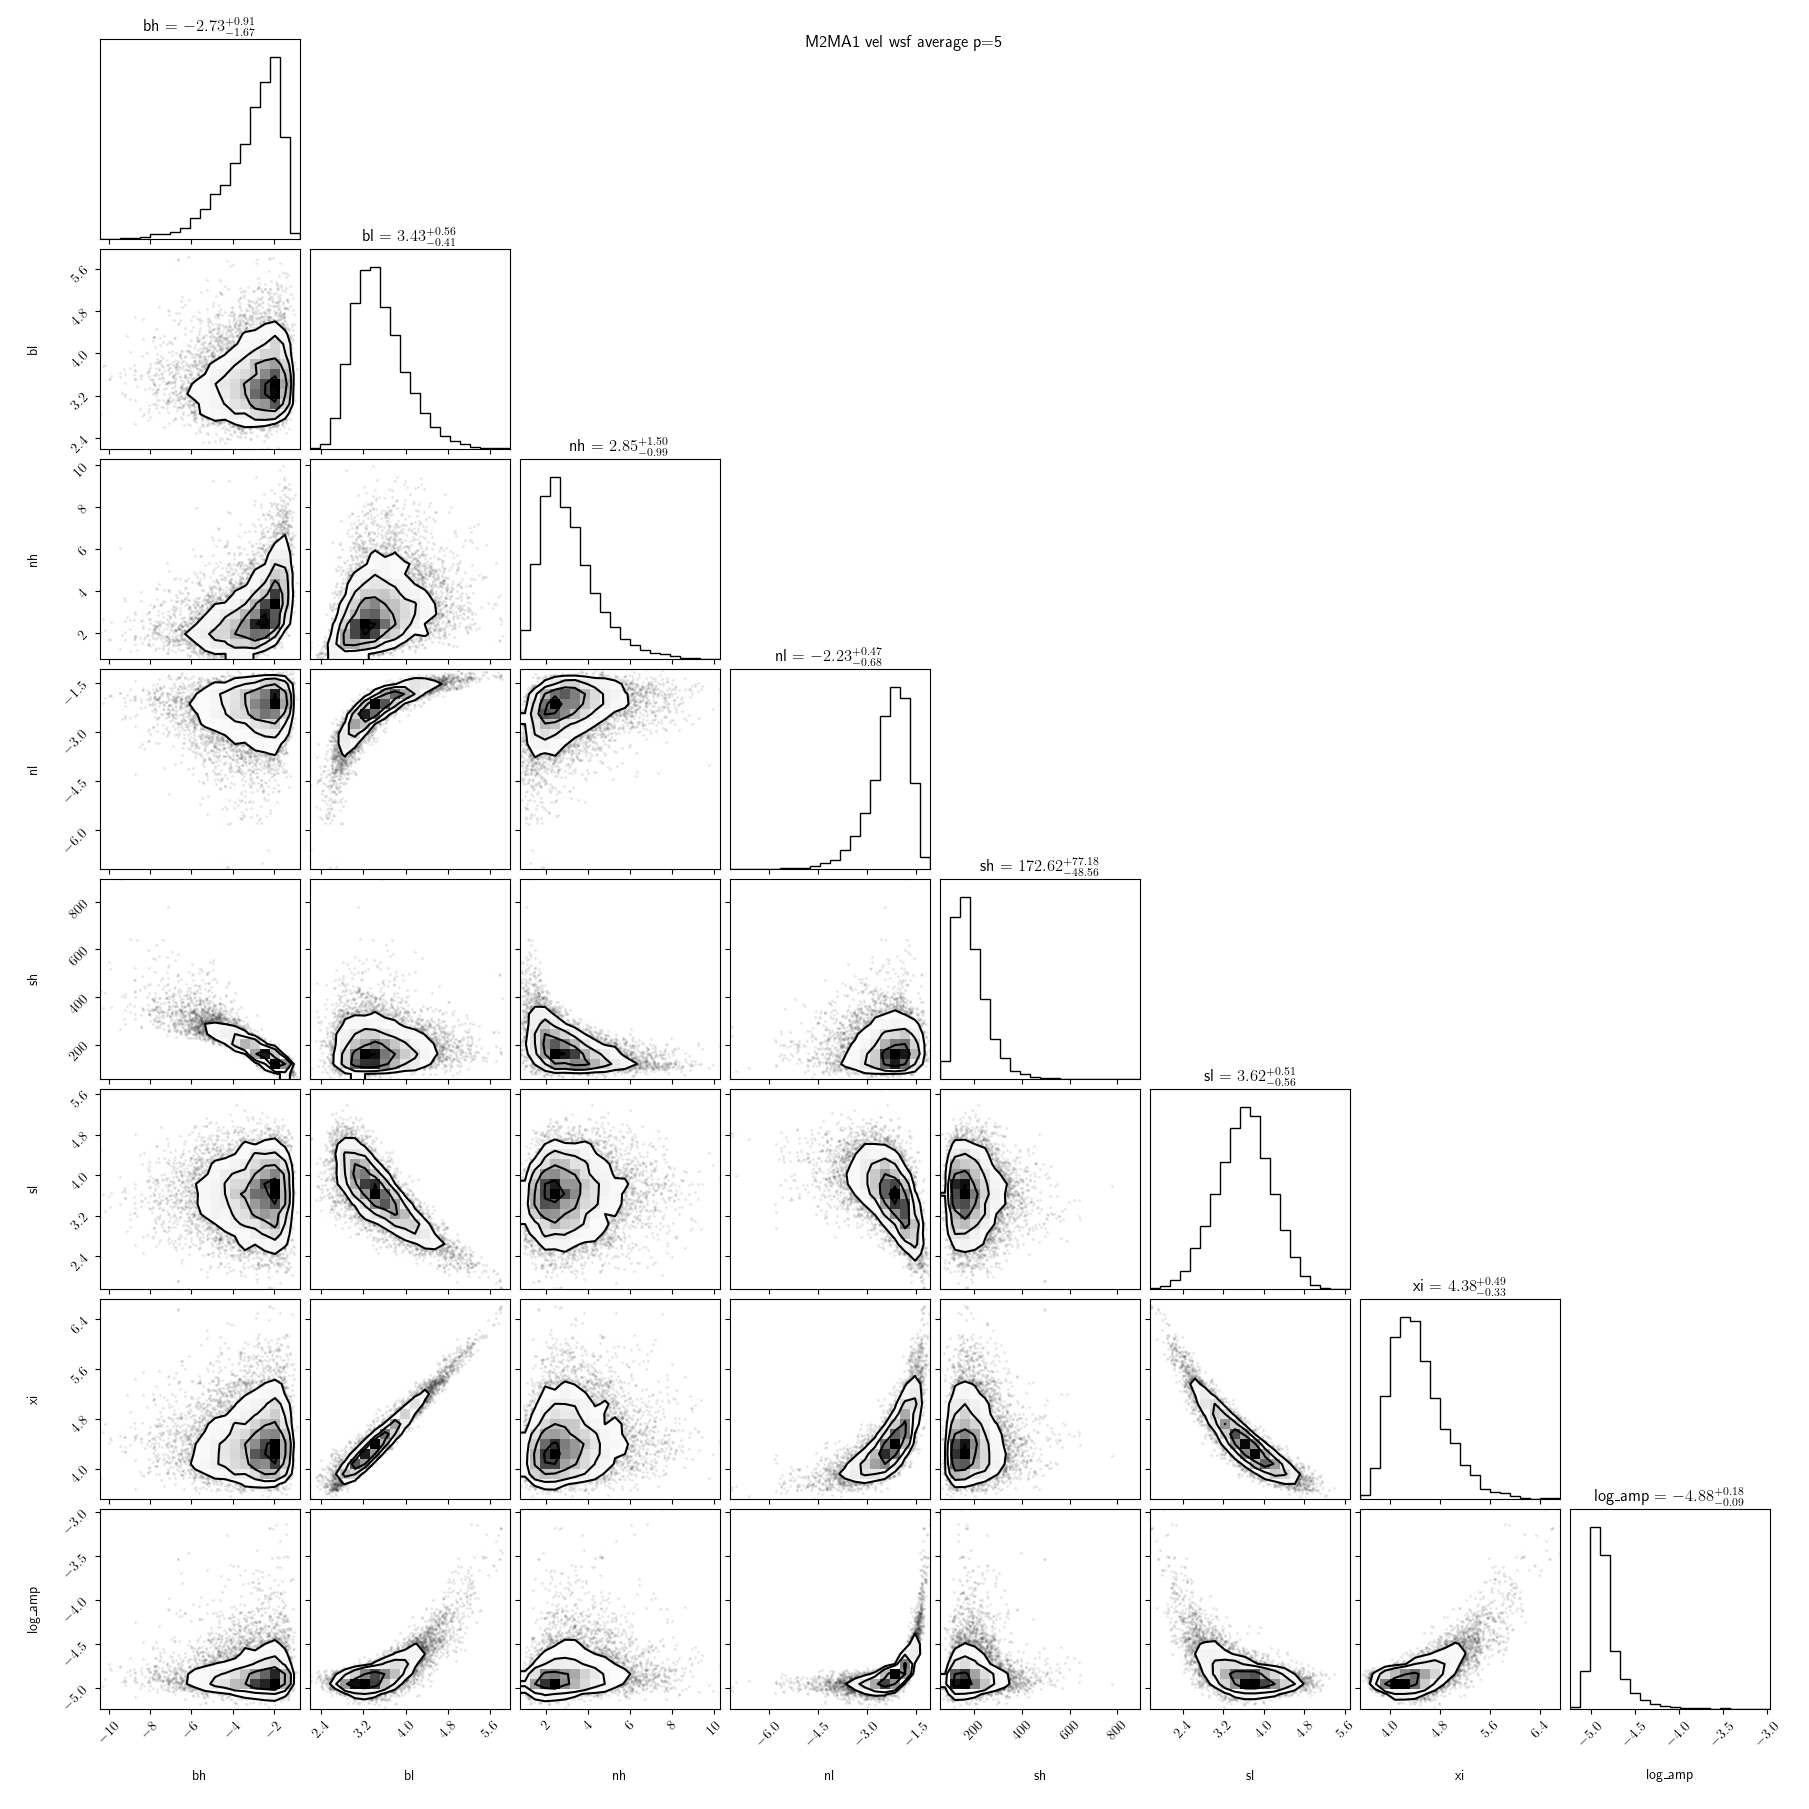 M2MA1 vel wsf average p=5
bh = −2.73+0.91−1.67
bl = 3.43+0.56−0.41
nh = 2.85+1.50−0.99
nl = −2.23+0.47−0.68
sh = 172.62+77.18−48.56
sl = 3.62+0.51−0.56
xi = 4.38+0.49−0.33
log_amp = −4.88+0.18−0.09
bl
5.6
4.8
4.0
3.2
2.4
nh
10
8
6
4
2
nl
−1.5
−3.0
−4.5
−6.0
sh
800
600
400
200
sl
5.6
4.8
4.0
3.2
2.4
xi
6.4
5.6
4.8
4.0
log_amp
−3.0
−3.5
−4.0
−4.5
−5.0
−10 −8 −6 −4 −2
2.4 3.2 4.0 4.8 5.6
2 4 6 8 10
−6.0 −4.5 −3.0 −1.5
200 400 600 800
2.4 3.2 4.0 4.8 5.6
4.0 4.8 5.6 6.4
−5.0 −4.5 −4.0 −3.5 −3.0
bh bl nh nl sh sl xi log_amp